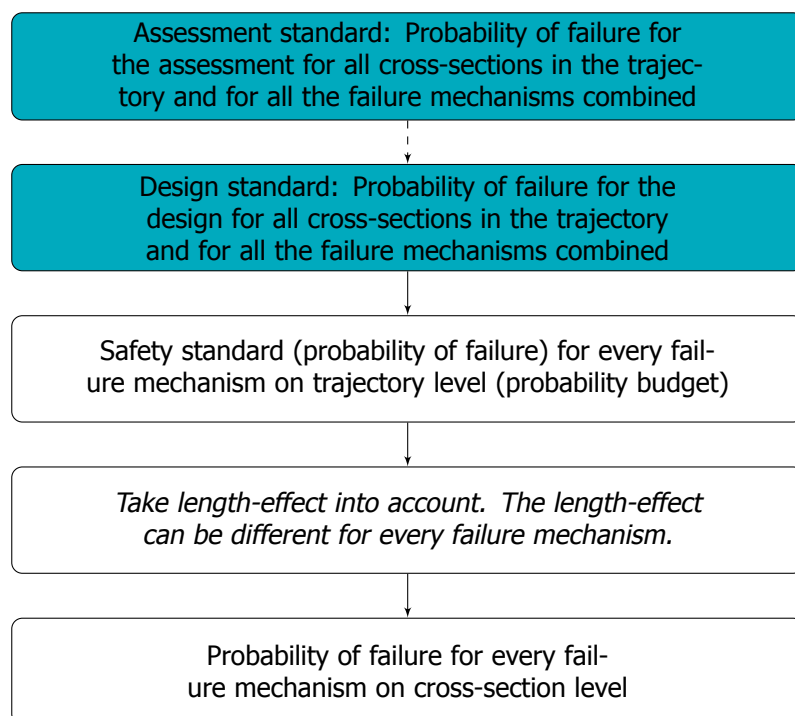 Assessment standard: Probability of failure for
the assessment for all cross-sections in the trajec-
tory and for all the failure mechanisms combined
Design standard: Probability of failure for the
design for all cross-sections in the trajectory
and for all the failure mechanisms combined
Safety standard (probability of failure) for every fail-
ure mechanism on trajectory level (probability budget)
Take length-effect into account. The length-effect
can be different for every failure mechanism.
Probability of failure for every fail-
ure mechanism on cross-section level